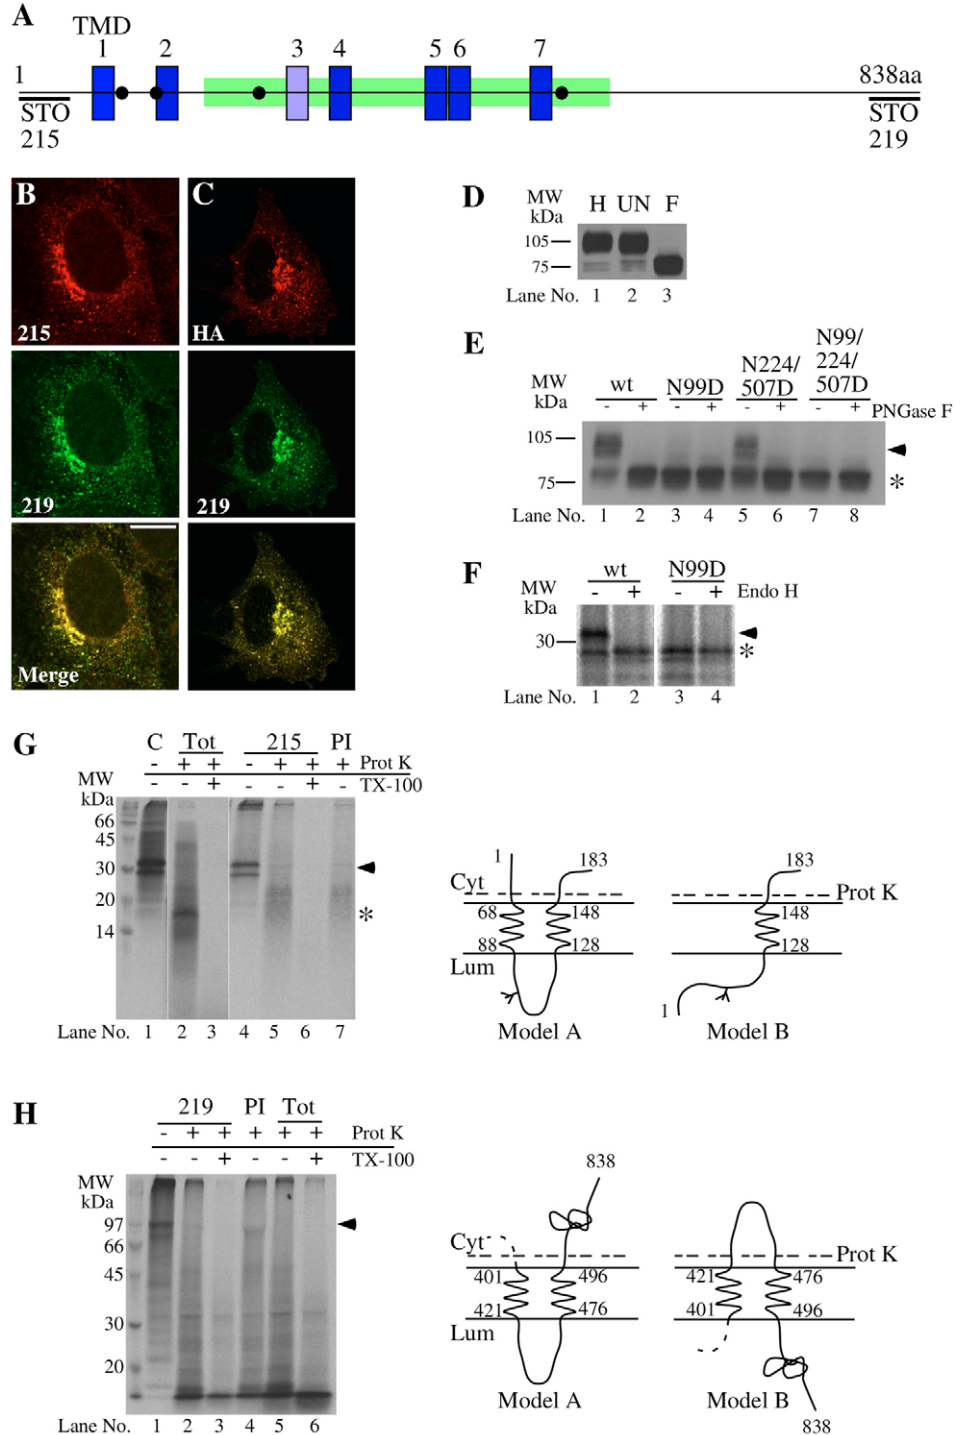 A
TMD
1 2 3 4 5 6 7
1 838aa
STO STO
215 219
B C
215 HA
219 219
Merge
D
MW kDa H UN F
105
75
Lane No. 1 2 3
E
MW kDa wt N99D N224/507D N99/224/507D
- + - + - + - + PNGase F
105
75 *
Lane No. 1 2 3 4 5 6 7 8
F
MW kDa wt N99D
- + - + Endo H
30 *
Lane No. 1 2 3 4
G
C Tot 215 PI
- + + - + + + Prot K
- - + - - + - TX-100
MW kDa
66
45
30
20 *
14
Lane No. 1 2 3 4 5 6 7
1 183 183
Cyt Prot K
68 148 148
88 128 128
Lum 1
Model A Model B
H
219 PI Tot
- + + + + + Prot K
- - + - - + TX-100
MW kDa
97
66
45
30
20
Lane No. 1 2 3 4 5 6
838
Cyt Prot K
401 496 421 476
421 476 401 496
Lum
Model A Model B
838